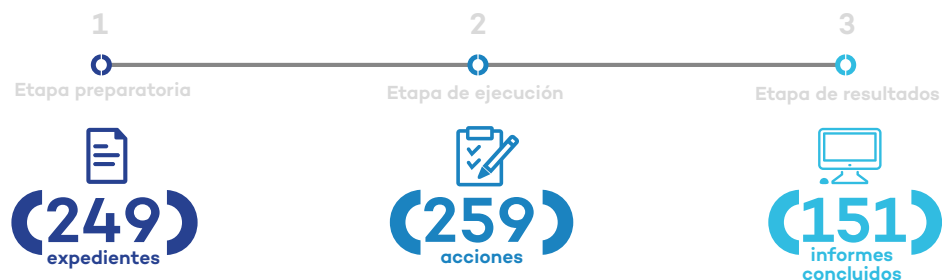 1
2
3
Etapa preparatoria
Etapa de ejecución
Etapa de resultados
249
expedientes
259
acciones
151
informes
concluidos